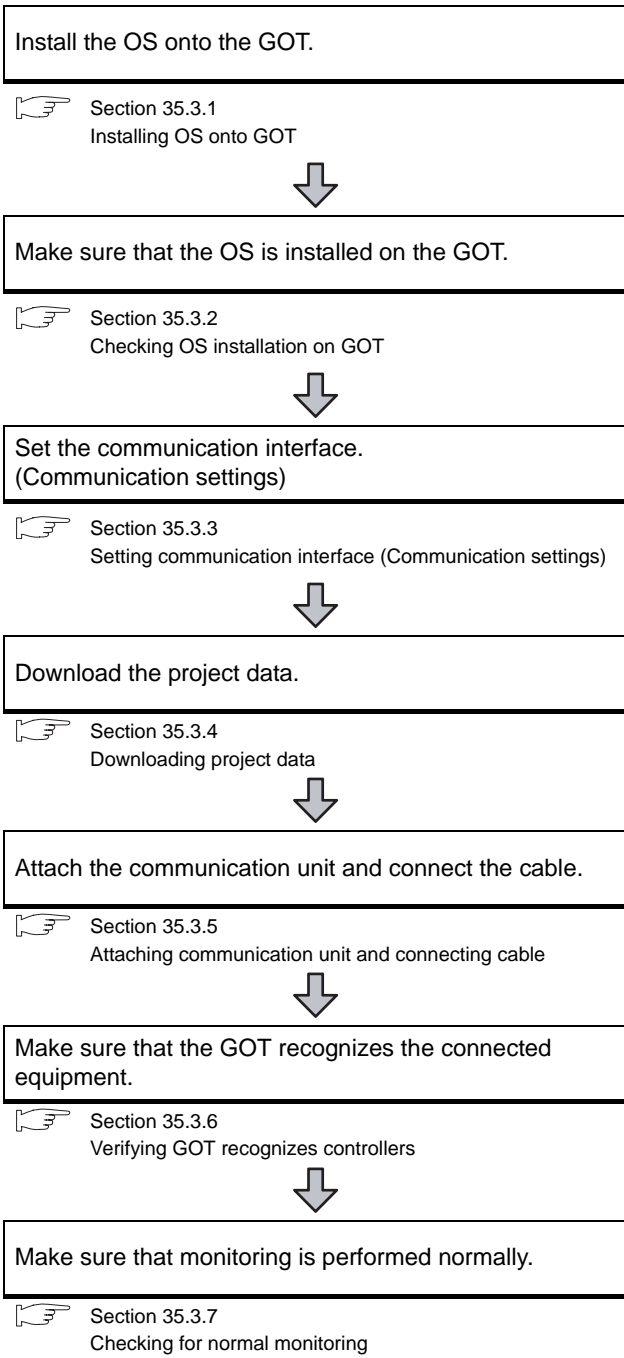 Install the OS onto the GOT.
Section 35.3.1
Installing OS onto GOT
Make sure that the OS is installed on the GOT.
Section 35.3.2
Checking OS installation on GOT
Set the communication interface.
(Communication settings)
Section 35.3.3
Setting communication interface (Communication settings)
Download the project data.
Section 35.3.4
Downloading project data
Attach the communication unit and connect the cable.
Section 35.3.5
Attaching communication unit and connecting cable
Make sure that the GOT recognizes the connected
equipment.
Section 35.3.6
Verifying GOT recognizes controllers
Make sure that monitoring is performed normally.
Section 35.3.7
Checking for normal monitoring